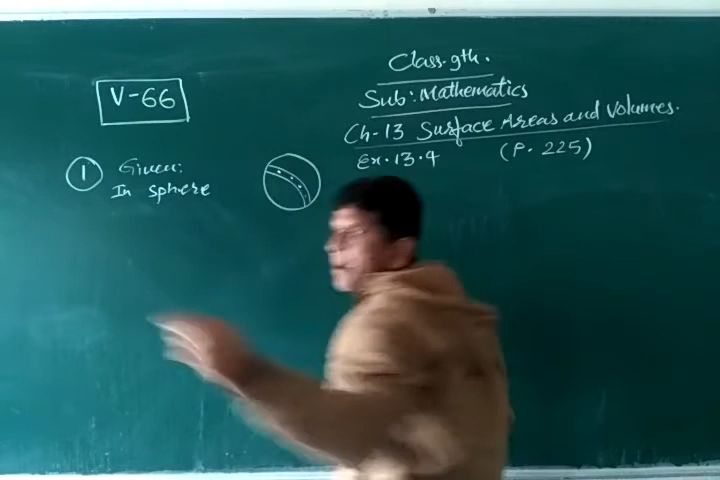 V-66
Class-9th.
Sub: Mathematics
Ch-13 Surface Areas and Volumes.
Ex. 13.4 (P. 225)
1 Given:
In sphere